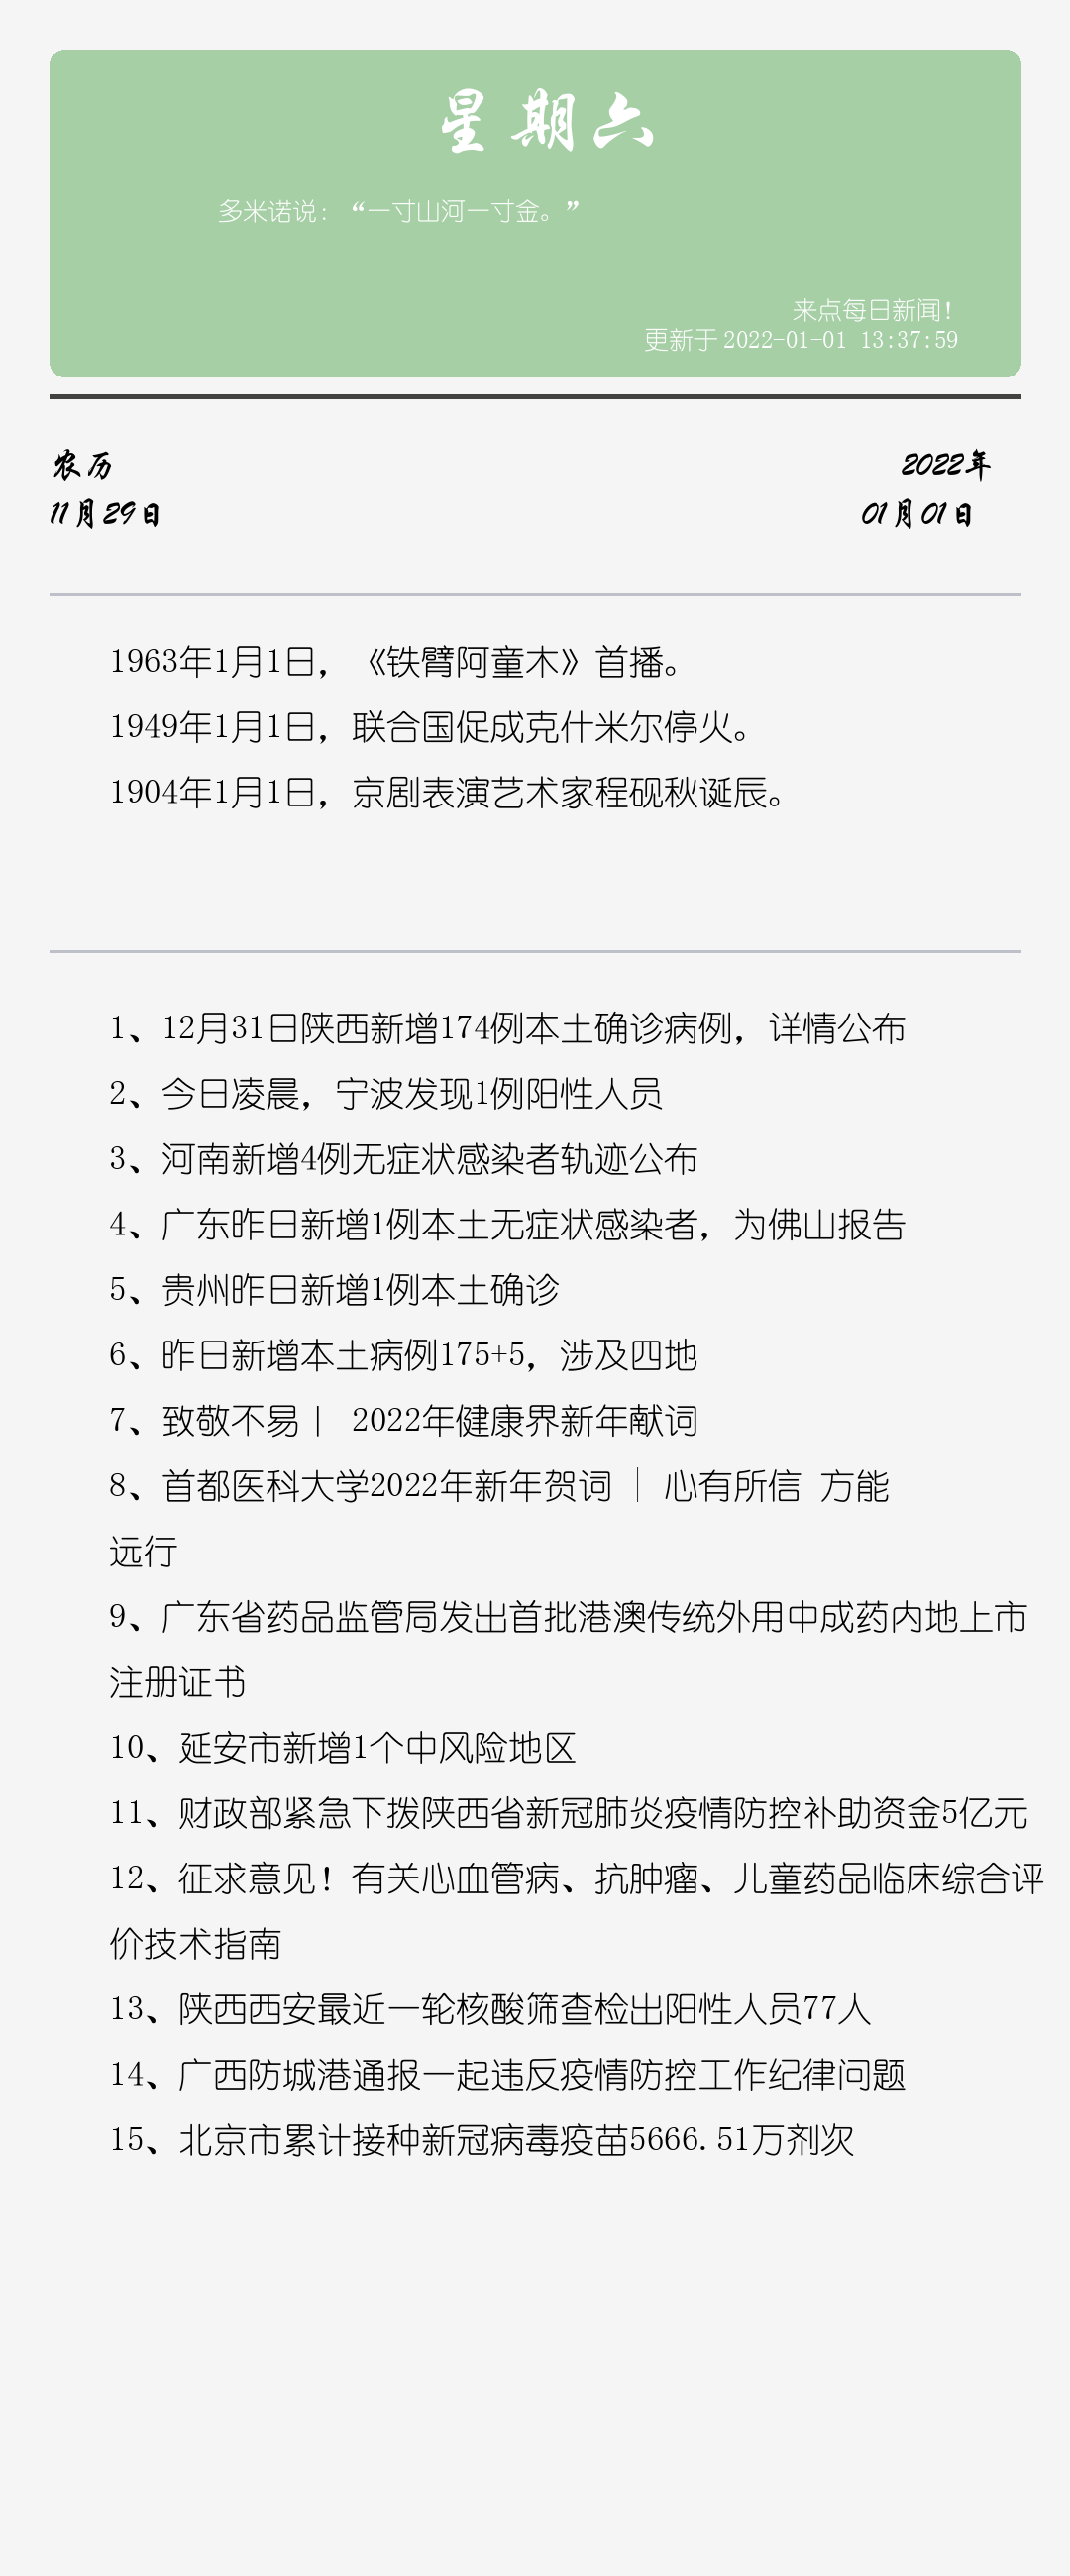 星期六
多米诺说：“一寸山河一寸金。”
来点每日新闻！
更新于 2022-01-01 13:37:59
农历
11月29日
2022年
01月01日
1963年1月1日，《铁臂阿童木》首播。
1949年1月1日，联合国促成克什米尔停火。
1904年1月1日，京剧表演艺术家程砚秋诞辰。
1、12月31日陕西新增174例本土确诊病例，详情公布
2、今日凌晨，宁波发现1例阳性人员
3、河南新增4例无症状感染者轨迹公布
4、广东昨日新增1例本土无症状感染者，为佛山报告
5、贵州昨日新增1例本土确诊
6、昨日新增本土病例175+5，涉及四地
7、致敬不易丨 2022年健康界新年献词
8、首都医科大学2022年新年贺词 │ 心有所信 方能
远行
9、广东省药品监管局发出首批港澳传统外用中成药内地上市
注册证书
10、延安市新增1个中风险地区
11、财政部紧急下拨陕西省新冠肺炎疫情防控补助资金5亿元
12、征求意见！有关心血管病、抗肿瘤、儿童药品临床综合评
价技术指南
13、陕西西安最近一轮核酸筛查检出阳性人员77人
14、广西防城港通报一起违反疫情防控工作纪律问题
15、北京市累计接种新冠病毒疫苗5666.51万剂次